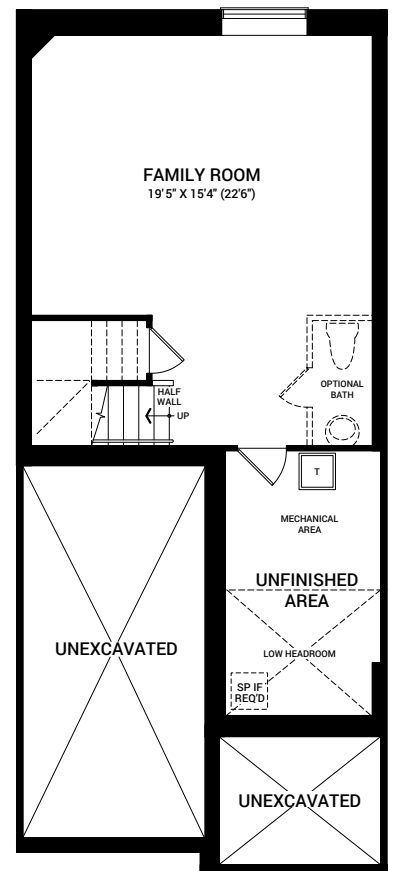 FAMILY ROOM
19'5" X 15'4" (22'6")
OPTIONAL
BATH
HALF
WALL
UP
T
MECHANICAL
AREA
UNFINISHED
AREA
UNEXCAVATED
LOW HEADROOM
SP IF
REQ'D
UNEXCAVATED